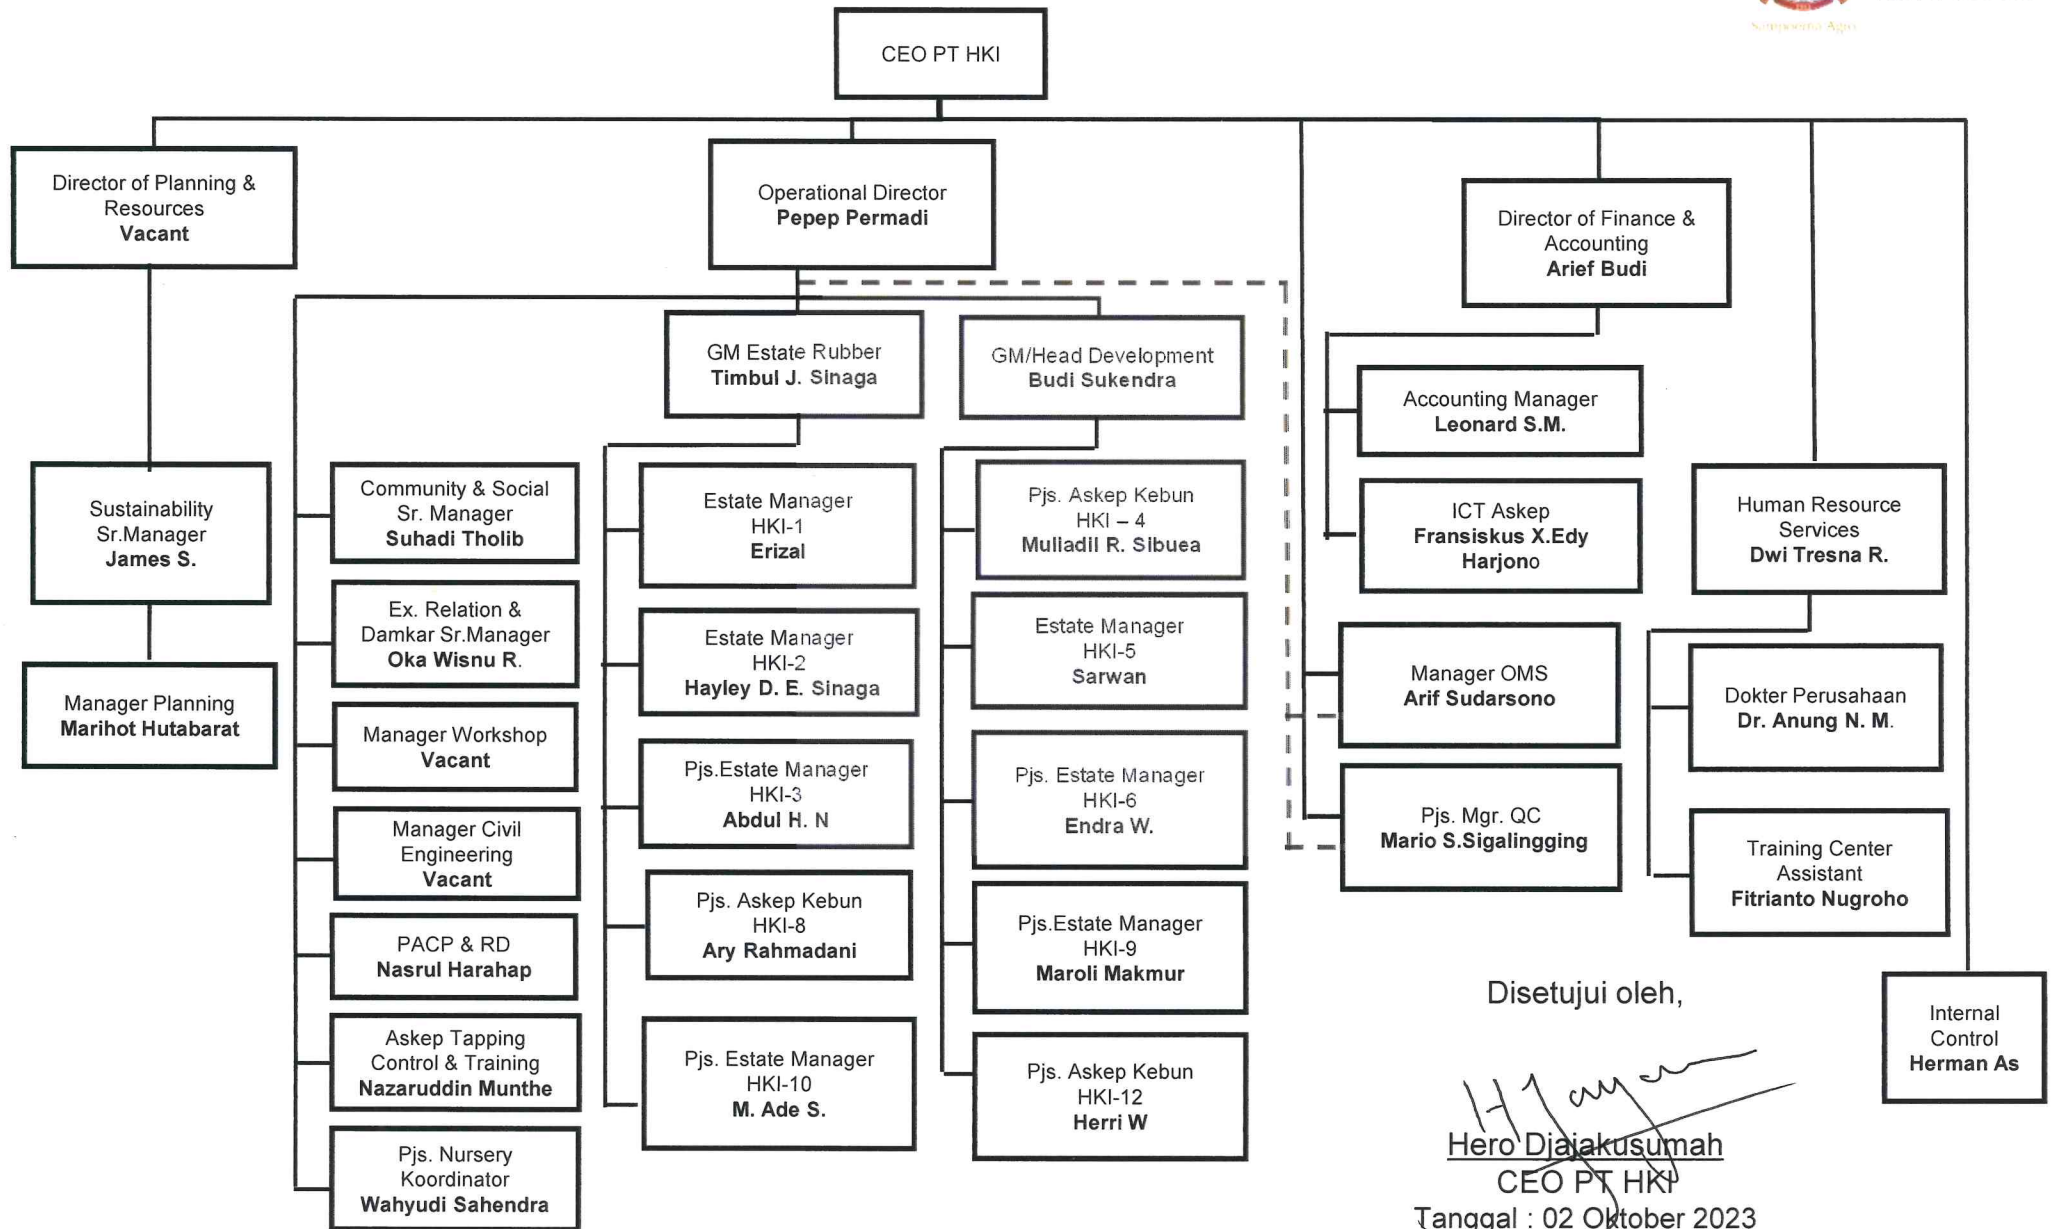 Sampoerna Agro
CEO PT HKI
Director of Planning &
Resources
Vacant
Operational Director
Pepep Permadi
Director of Finance &
Accounting
Arief Budi
GM Estate Rubber
Timbul J. Sinaga
GM/Head Development
Budi Sukendra
Accounting Manager
Leonard S.M.
ICT Askep
Fransiskus X.Edy
Harjono
Human Resource
Services
Dwi Tresna R.
Sustainability
Sr.Manager
James S.
Manager Planning
Marihot Hutabarat
Community & Social
Sr. Manager
Suhadi Tholib
Ex. Relation &
Damkar Sr.Manager
Oka Wisnu R.
Manager Workshop
Vacant
Manager Civil
Engineering
Vacant
PACP & RD
Nasrul Harahap
Askep Tapping
Control & Training
Nazaruddin Munthe
Pjs. Nursery
Koordinator
Wahyudi Sahendra
Estate Manager
HKI-1
Erizal
Estate Manager
HKI-2
Hayley D. E. Sinaga
Pjs.Estate Manager
HKI-3
Abdul H. N
Pjs. Askep Kebun
HKI-8
Ary Rahmadani
Pjs. Estate Manager
HKI-10
M. Ade S.
Pjs. Askep Kebun
HKI – 4
Muliadil R. Sibuea
Estate Manager
HKI-5
Sarwan
Pjs. Estate Manager
HKI-6
Endra W.
Pjs.Estate Manager
HKI-9
Maroli Makmur
Pjs. Askep Kebun
HKI-12
Herri W
Manager OMS
Arif Sudarsono
Pjs. Mgr. QC
Mario S.Sigalingging
Dokter Perusahaan
Dr. Anung N. M.
Training Center
Assistant
Fitrianto Nugroho
Internal
Control
Herman As
Disetujui oleh,
Hero Djajakusumah
CEO PT HKI
Tanggal : 02 Oktober 2023